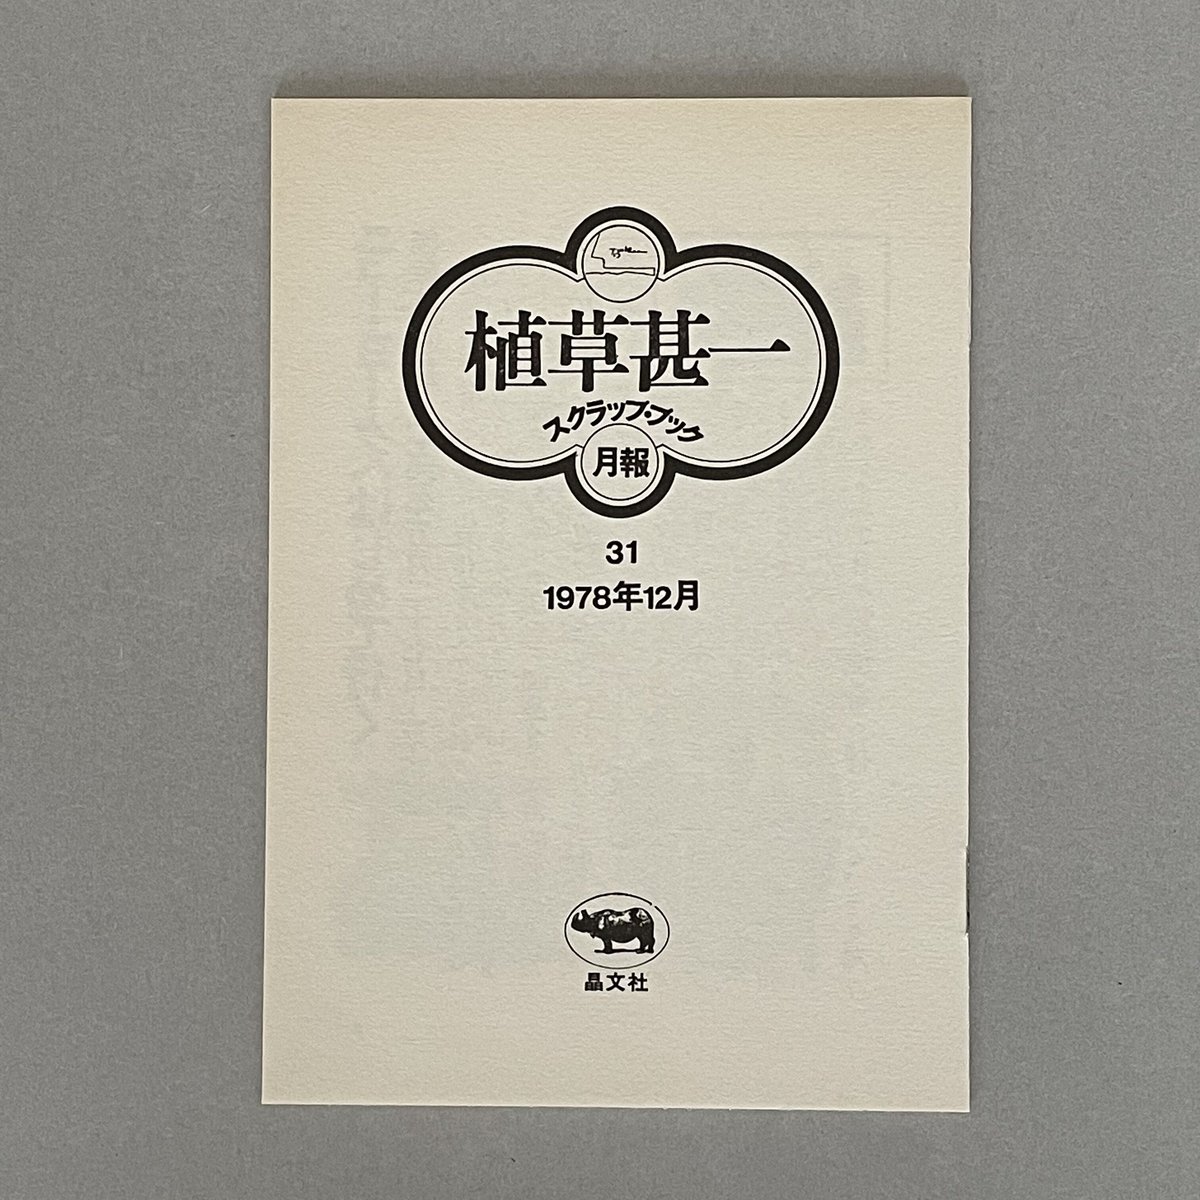 植草甚一
スクラップ・ブック
月報
31
1978年12月
晶文社